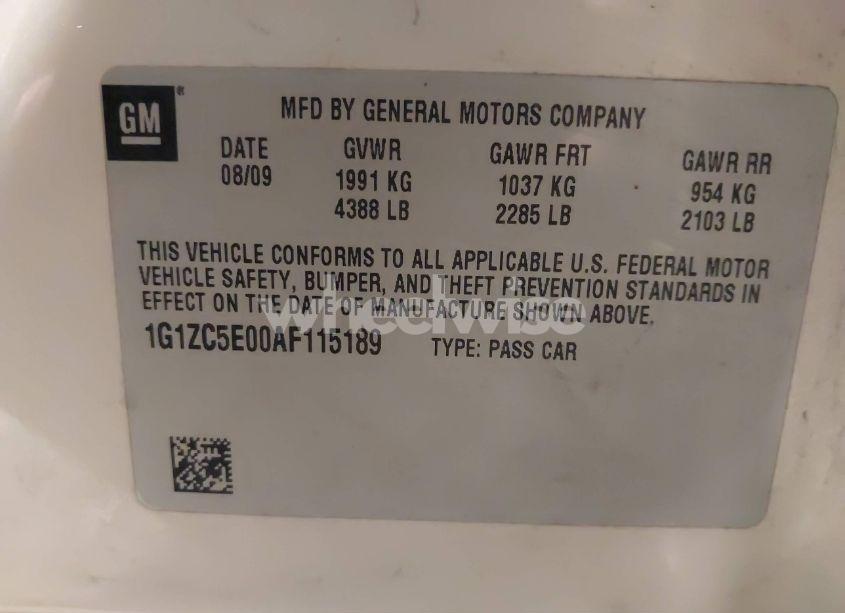 GM
MFD BY GENERAL MOTORS COMPANY
DATE GVWR GAWR FRT GAWR RR
08/09 1991 KG 1037 KG 954 KG
4388 LB 2285 LB 2103 LB
THIS VEHICLE CONFORMS TO ALL APPLICABLE U.S. FEDERAL MOTOR
VEHICLE SAFETY, BUMPER, AND THEFT PREVENTION STANDARDS IN
EFFECT ON THE DATE OF MANUFACTURE SHOWN ABOVE.
wheelwise
1G1ZC5E00AF115189 TYPE: PASS CAR